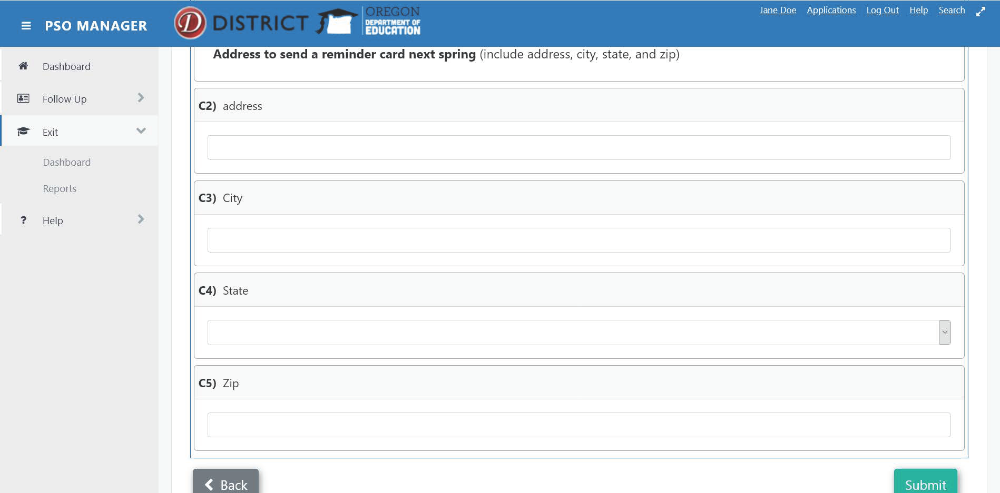 PSO MANAGER
D DISTRICT
OREGON
DEPARTMENT OF
EDUCATION
Jane Doe Applications Log Out Help Search
Dashboard
Follow Up
Exit
Dashboard
Reports
? Help
Address to send a reminder card next spring (include address, city, state, and zip)
C2) address
C3) City
C4) State
C5) Zip
Back
Submit